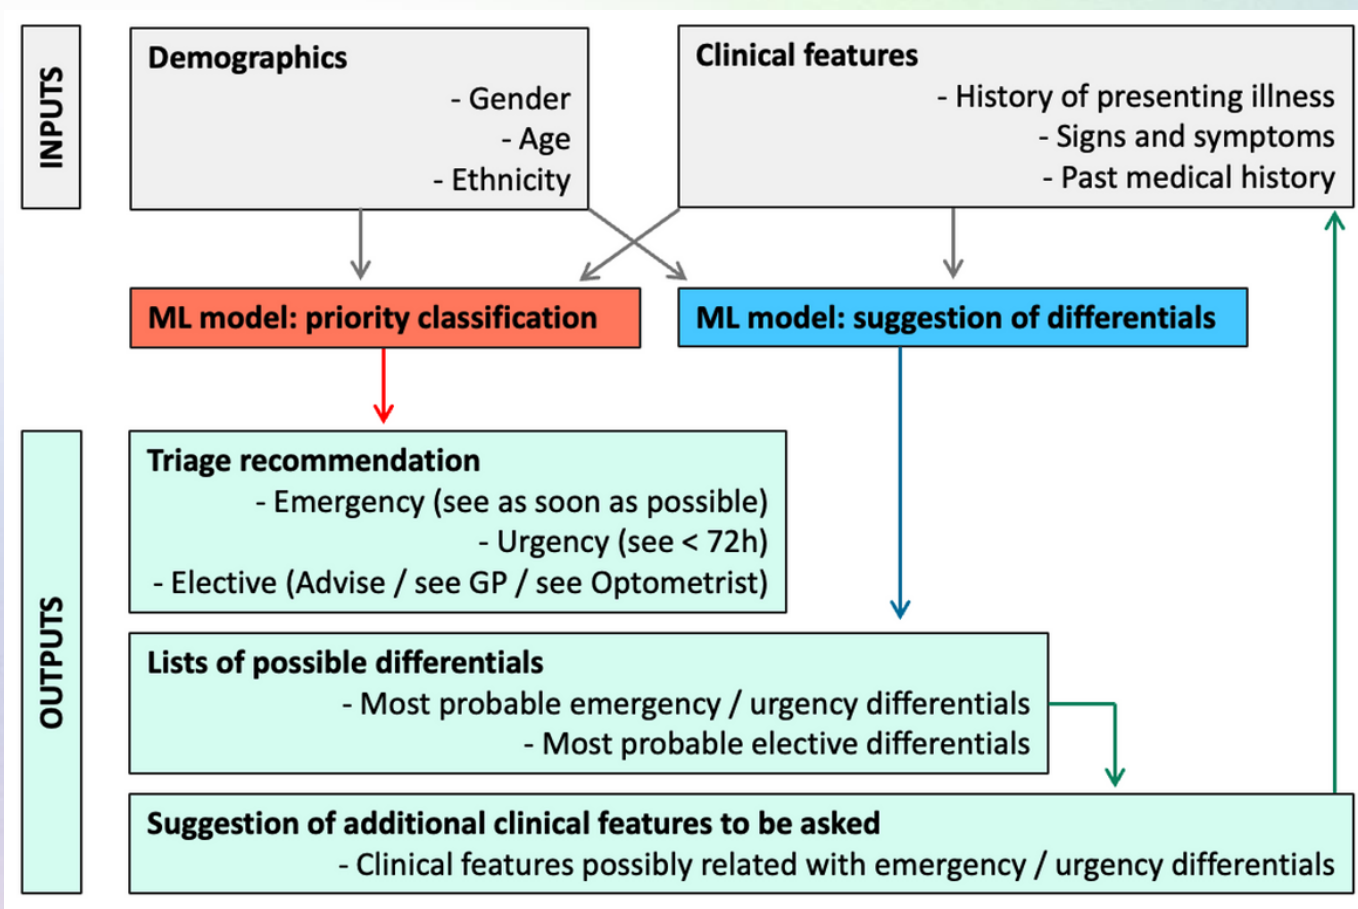 INPUTS
Demographics
- Gender
- Age
- Ethnicity
Clinical features
- History of presenting illness
- Signs and symptoms
- Past medical history
ML model: priority classification
ML model: suggestion of differentials
OUTPUTS
Triage recommendation
- Emergency (see as soon as possible)
- Urgency (see < 72h)
- Elective (Advise / see GP / see Optometrist)
Lists of possible differentials
- Most probable emergency / urgency differentials
- Most probable elective differentials
Suggestion of additional clinical features to be asked
- Clinical features possibly related with emergency / urgency differentials